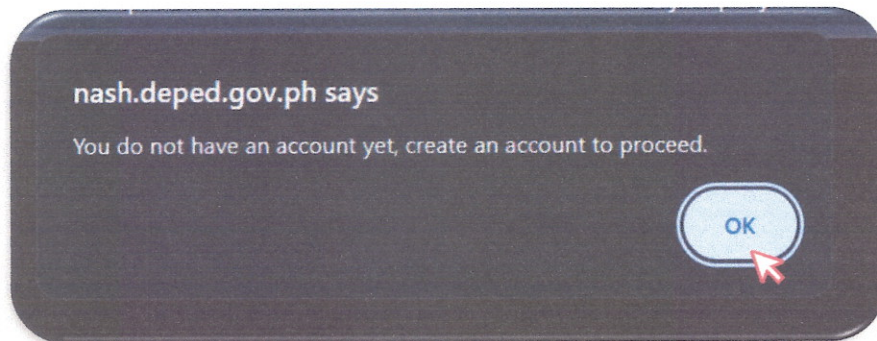 nash.deped.gov.ph says
You do not have an account yet, create an account to proceed.
OK